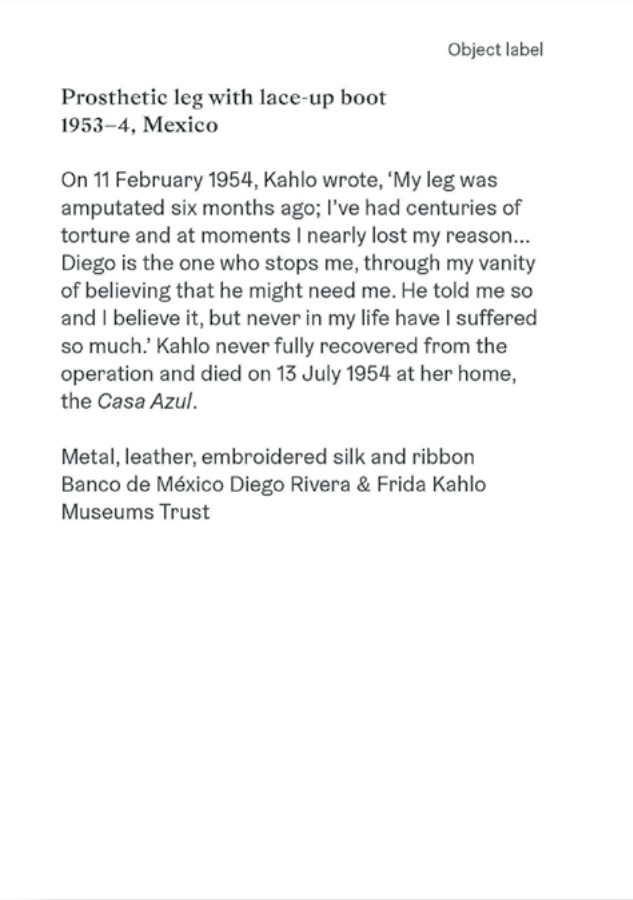 Object label
Prosthetic leg with lace-up boot
1953–4, Mexico
On 11 February 1954, Kahlo wrote, ‘My leg was
amputated six months ago; I’ve had centuries of
torture and at moments I nearly lost my reason...
Diego is the one who stops me, through my vanity
of believing that he might need me. He told me so
and I believe it, but never in my life have I suffered
so much.’ Kahlo never fully recovered from the
operation and died on 13 July 1954 at her home,
the Casa Azul.
Metal, leather, embroidered silk and ribbon
Banco de México Diego Rivera & Frida Kahlo
Museums Trust